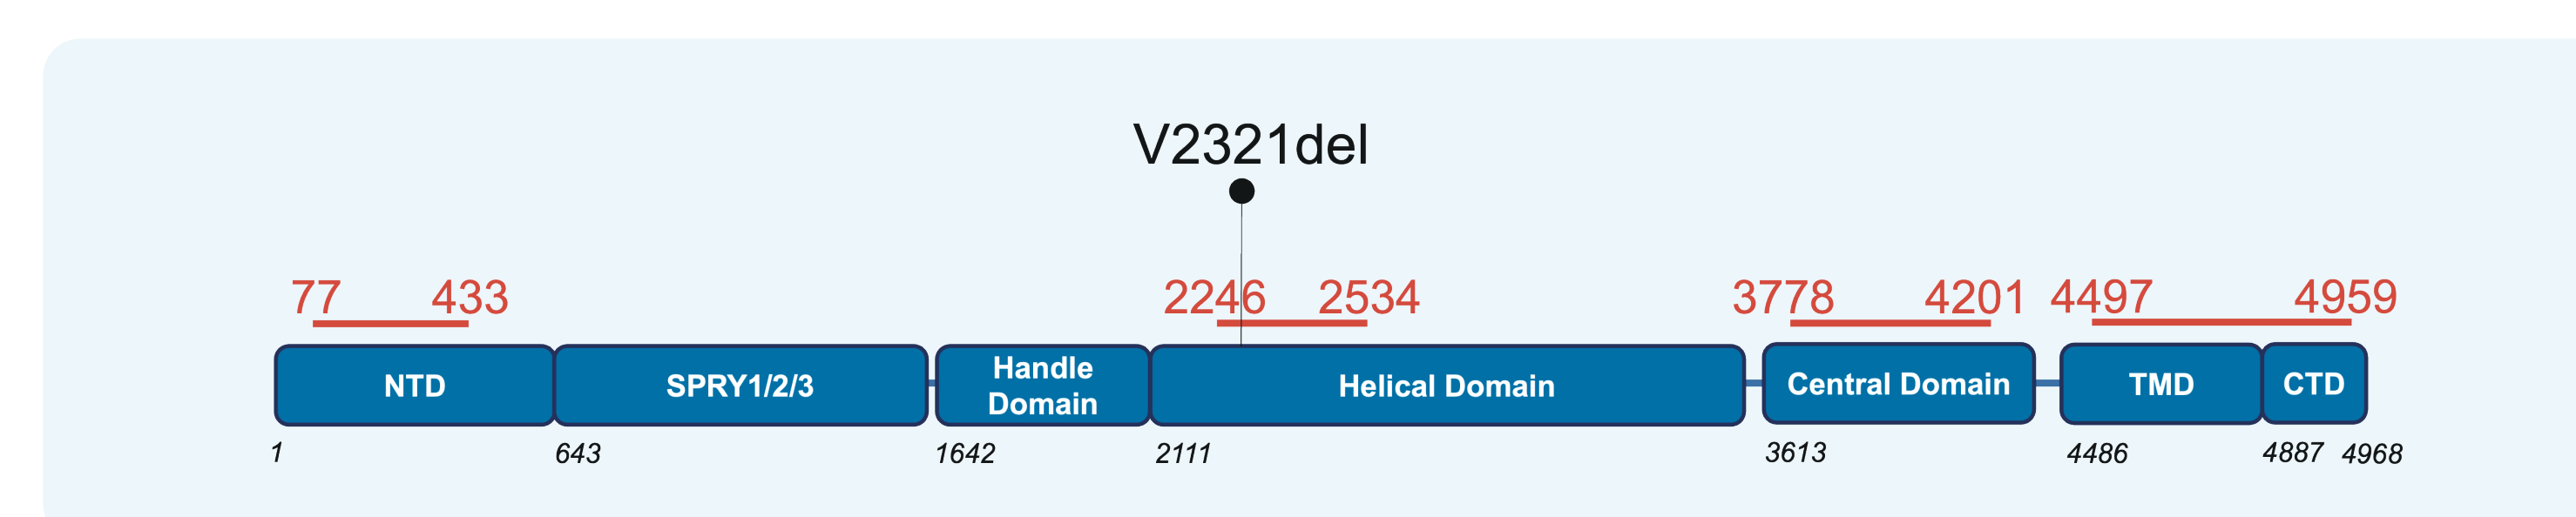 V2321del
77 433 2246 2534 3778 4201 4497 4959
NTD SPRY1/2/3 Handle Domain Helical Domain Central Domain TMD CTD
1 643 1642 2111 3613 4486 4887 4968